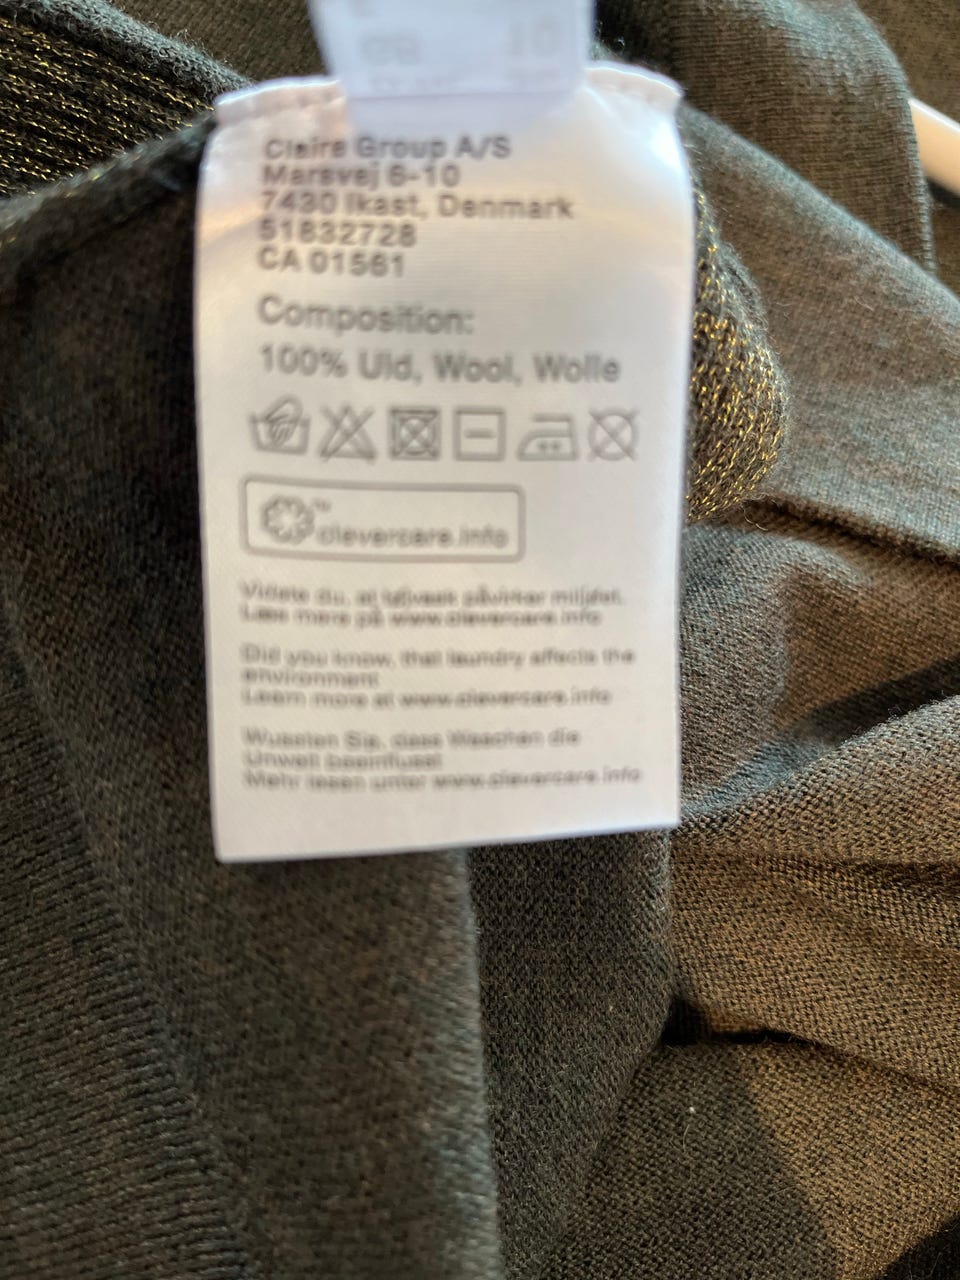 Claire Group A/S
Marsvej 6-10
7430 Ikast, Denmark
51832728
CA 01561
Composition:
100% Uld, Wool, Wolle
™
clevercare.info
Vidste du, at tøjvask påvirker miljøet.
Læs mere på www.clevercare.info
Did you know, that laundry affects the
environment
Learn more at www.clevercare.info
Wussten Sie, dass Waschen die
Umwelt beeinflusst
Mehr lesen unter www.clevercare.info